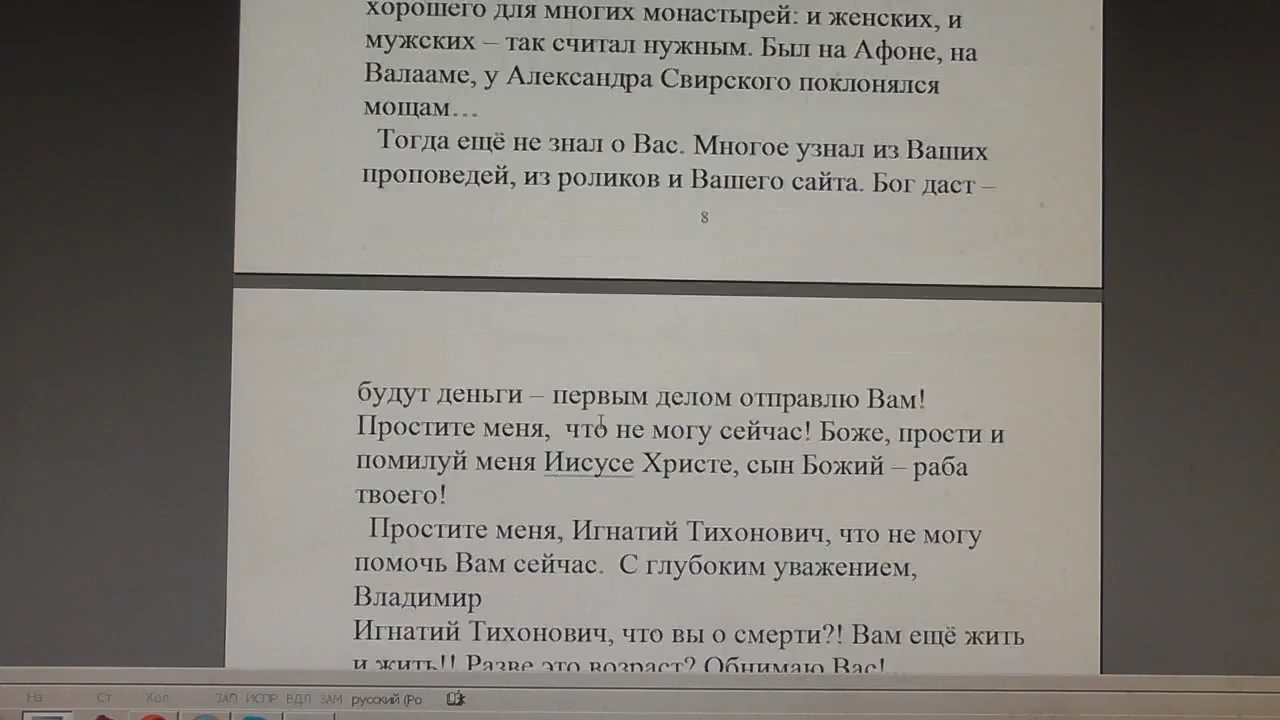 хорошего для многих монастырей: и женских, и
мужских – так считал нужным. Был на Афоне, на
Валааме, у Александра Свирского поклонялся
мощам…
Тогда ещё не знал о Вас. Многое узнал из Ваших
проповедей, из роликов и Вашего сайта. Бог даст –
8
будут деньги – первым делом отправлю Вам!
Простите меня,  что не могу сейчас! Боже, прости и
помилуй меня Иисусе Христе, сын Божий – раба
твоего!
Простите меня, Игнатий Тихонович, что не могу
помочь Вам сейчас.  С глубоким уважением,
Владимир
Игнатий Тихонович, что вы о смерти?! Вам ещё жить
и жить!! Разве это возраст? Обнимаю Вас!
На Ст Кол ЗАП ИСПР ВДЛ ЗАМ русский (Ро